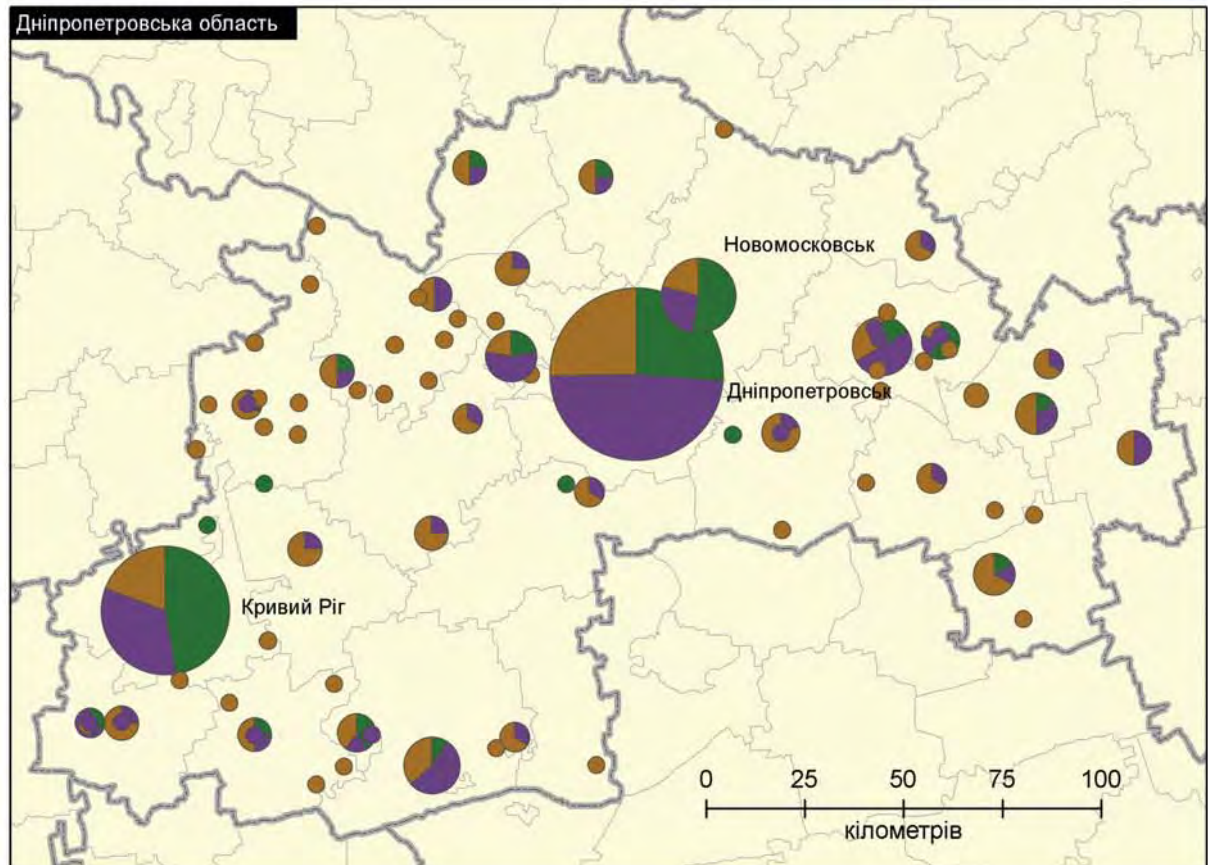 Дніпропетровська область
Новомосковськ
Дніпропетровськ
Кривий Ріг
0 25 50 75 100
кілометрів